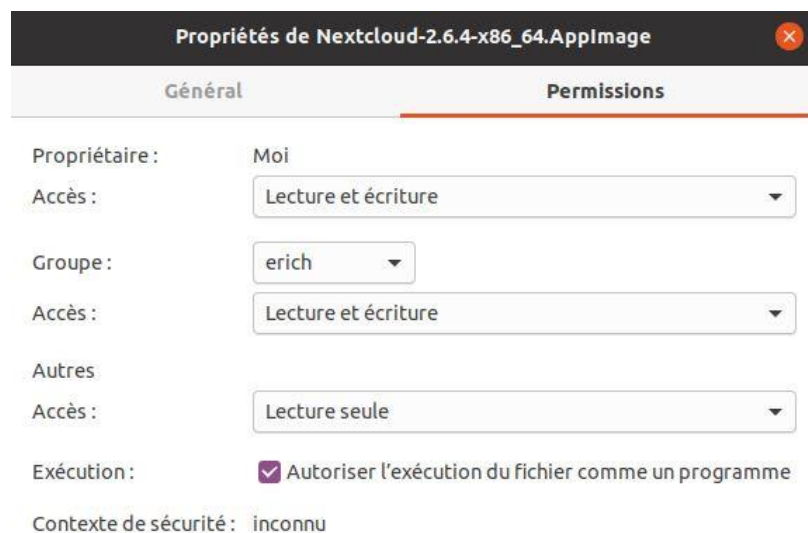 Propriétés de Nextcloud-2.6.4-x86_64.AppImage
Général Permissions
Propriétaire : Moi
Accès : Lecture et écriture
Groupe : erich
Accès : Lecture et écriture
Autres
Accès : Lecture seule
Exécution : Autoriser l’exécution du fichier comme un programme
Contexte de sécurité : inconnu